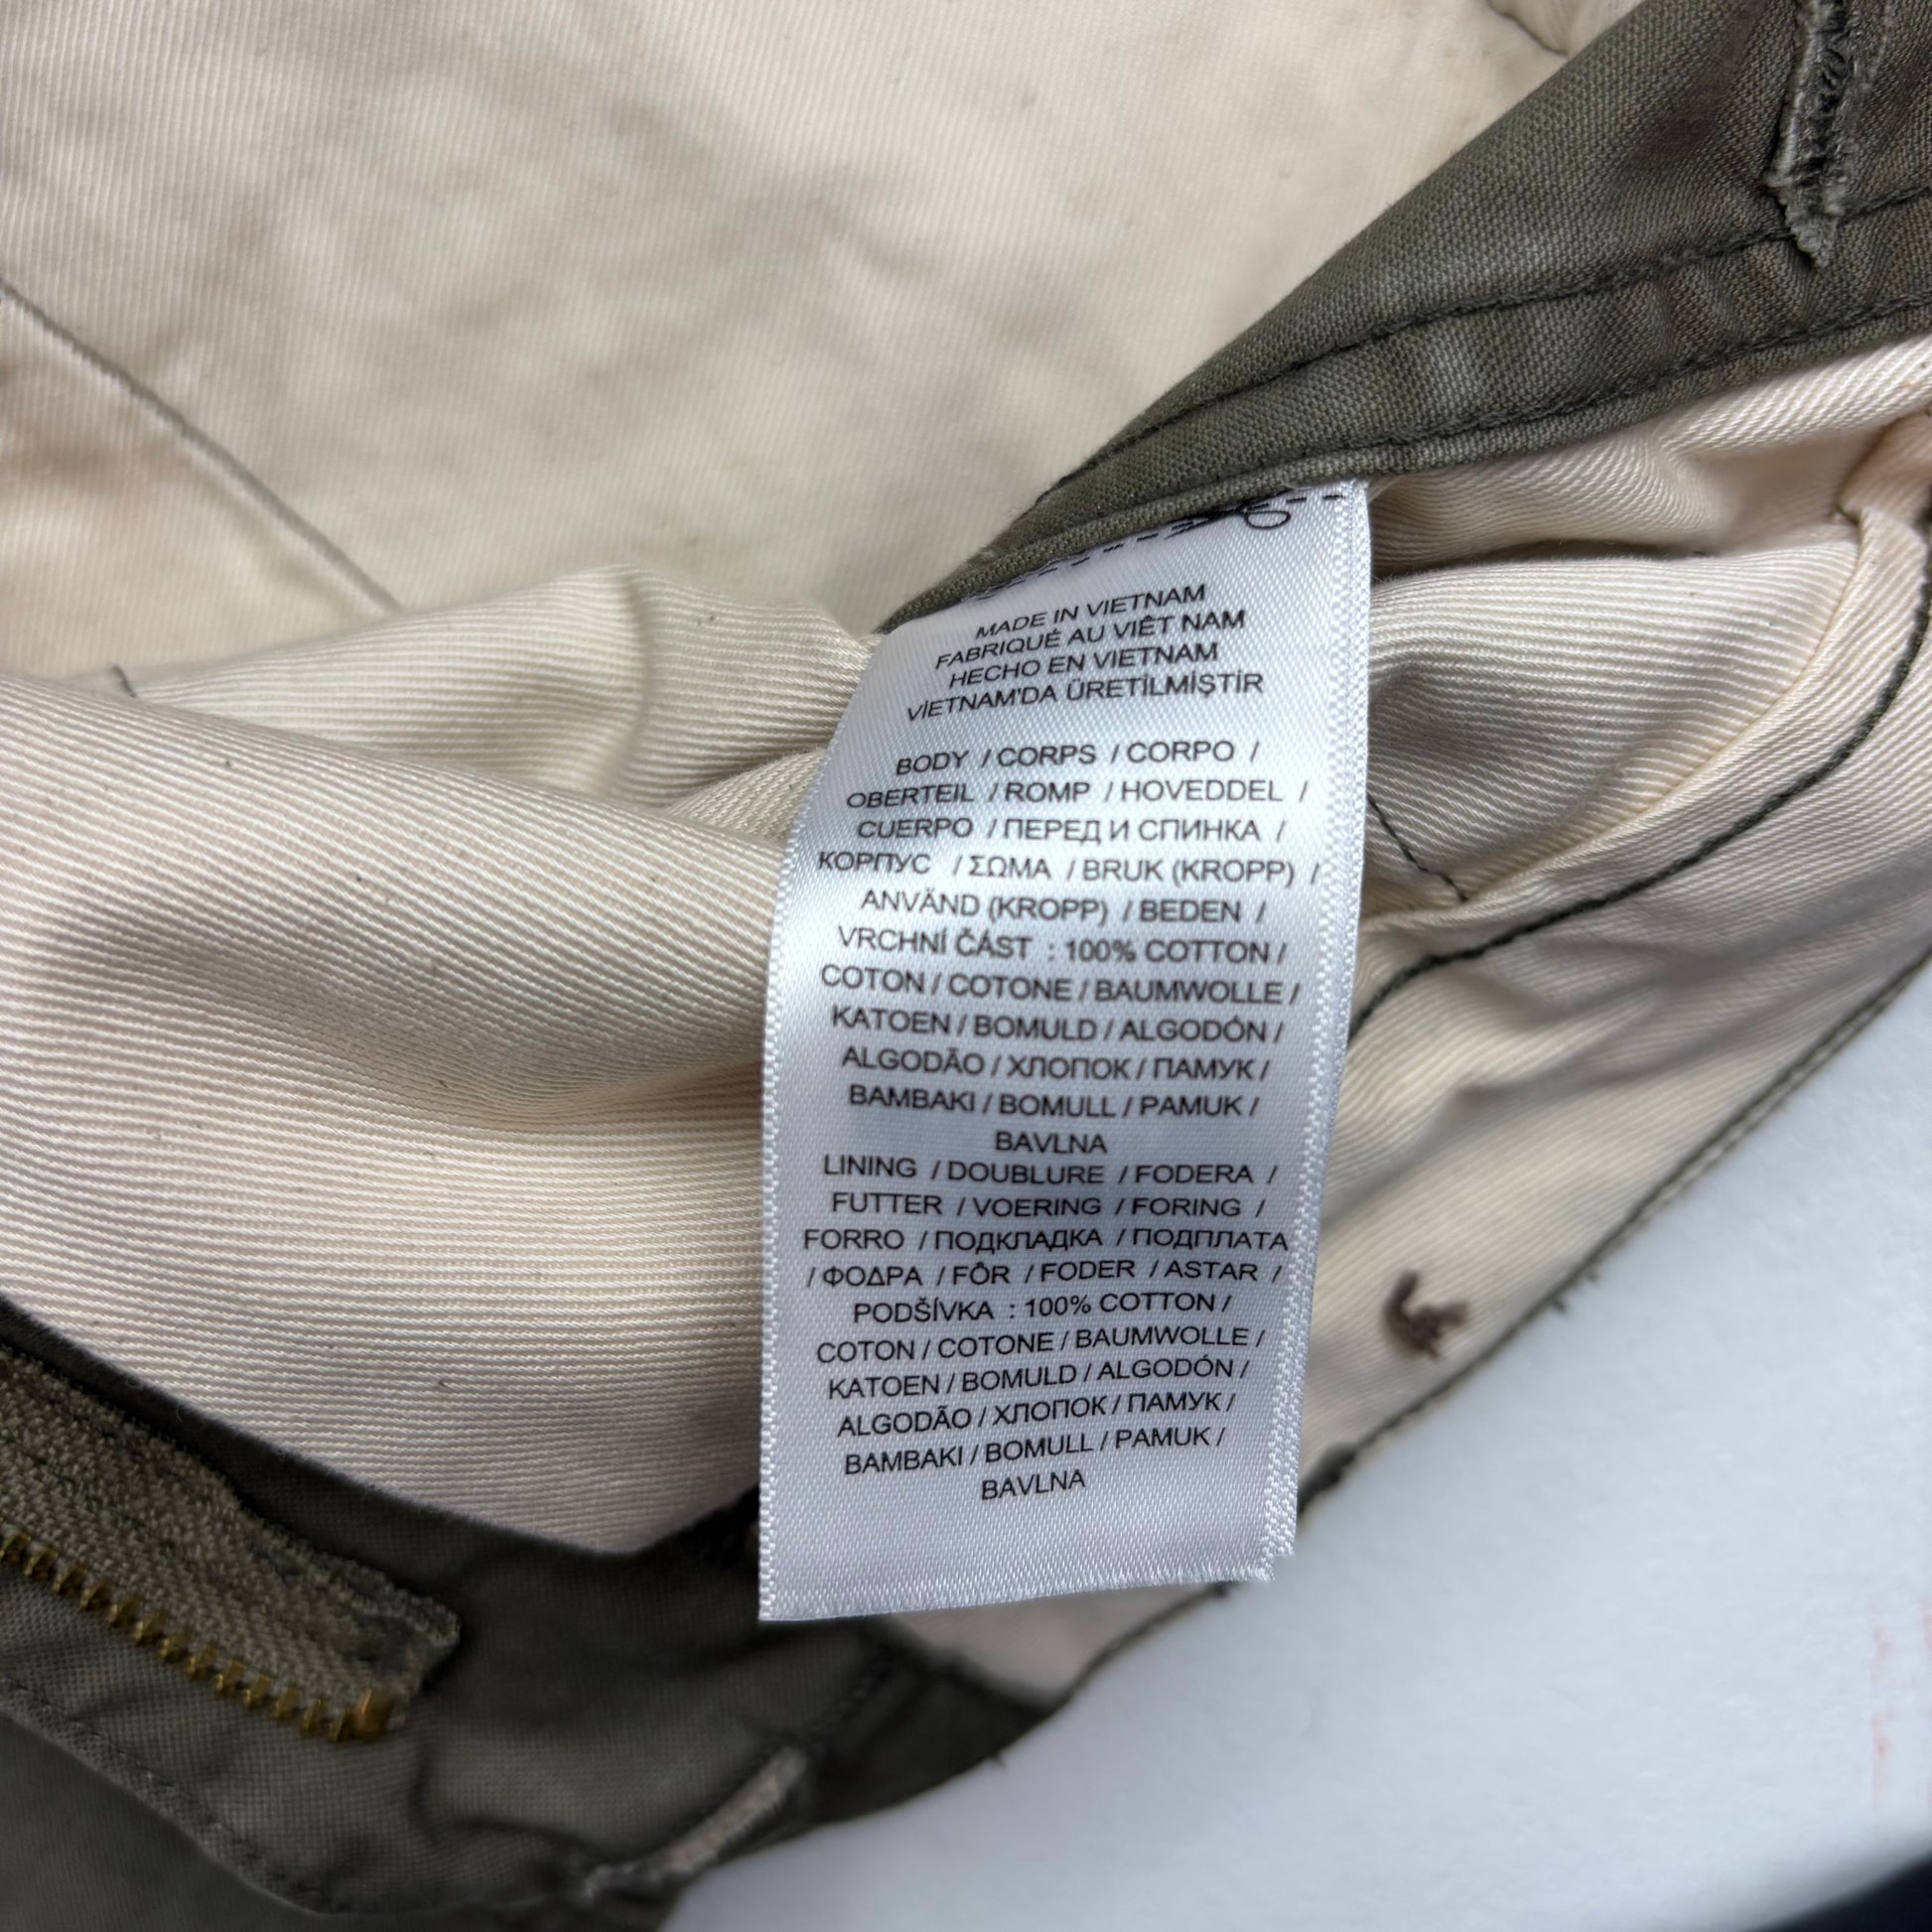 MADE IN VIETNAM
FABRIQUÉ AU VIÊT NAM
HECHO EN VIETNAM
VİETNAM'DA ÜRETİLMİŞTİR
BODY / CORPS / CORPO /
OBERTEIL / ROMP / HOVEDDEL /
CUERPO / ПЕРЕД И СПИНКА /
КОРПУС / ΣΩΜΑ / BRUK (KROPP) /
ANVÄND (KROPP) / BEDEN /
VRCHNÍ ČÁST : 100% COTTON /
COTON / COTONE / BAUMWOLLE /
KATOEN / BOMULD / ALGODÓN /
ALGODÃO / ХЛОПОК / ПАМУК /
BAMBAKI / BOMULL / PAMUK /
BAVLNA
LINING / DOUBLURE / FODERA /
FUTTER / VOERING / FORING /
FORRO / ПОДКЛАДКА / ПОДПЛАТА
/ ΦΟΔΡΑ / FÔR / FODER / ASTAR /
PODŠÍVKA : 100% COTTON /
COTON / COTONE / BAUMWOLLE /
KATOEN / BOMULD / ALGODÓN /
ALGODÃO / ХЛОПОК / ПАМУК /
BAMBAKI / BOMULL / PAMUK /
BAVLNA